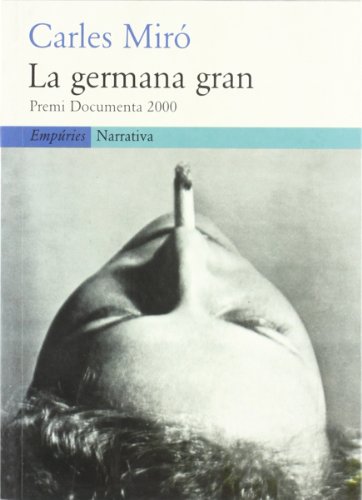 Carles Miró
La germana gran
Premi Documenta 2000
Empúries Narrativa